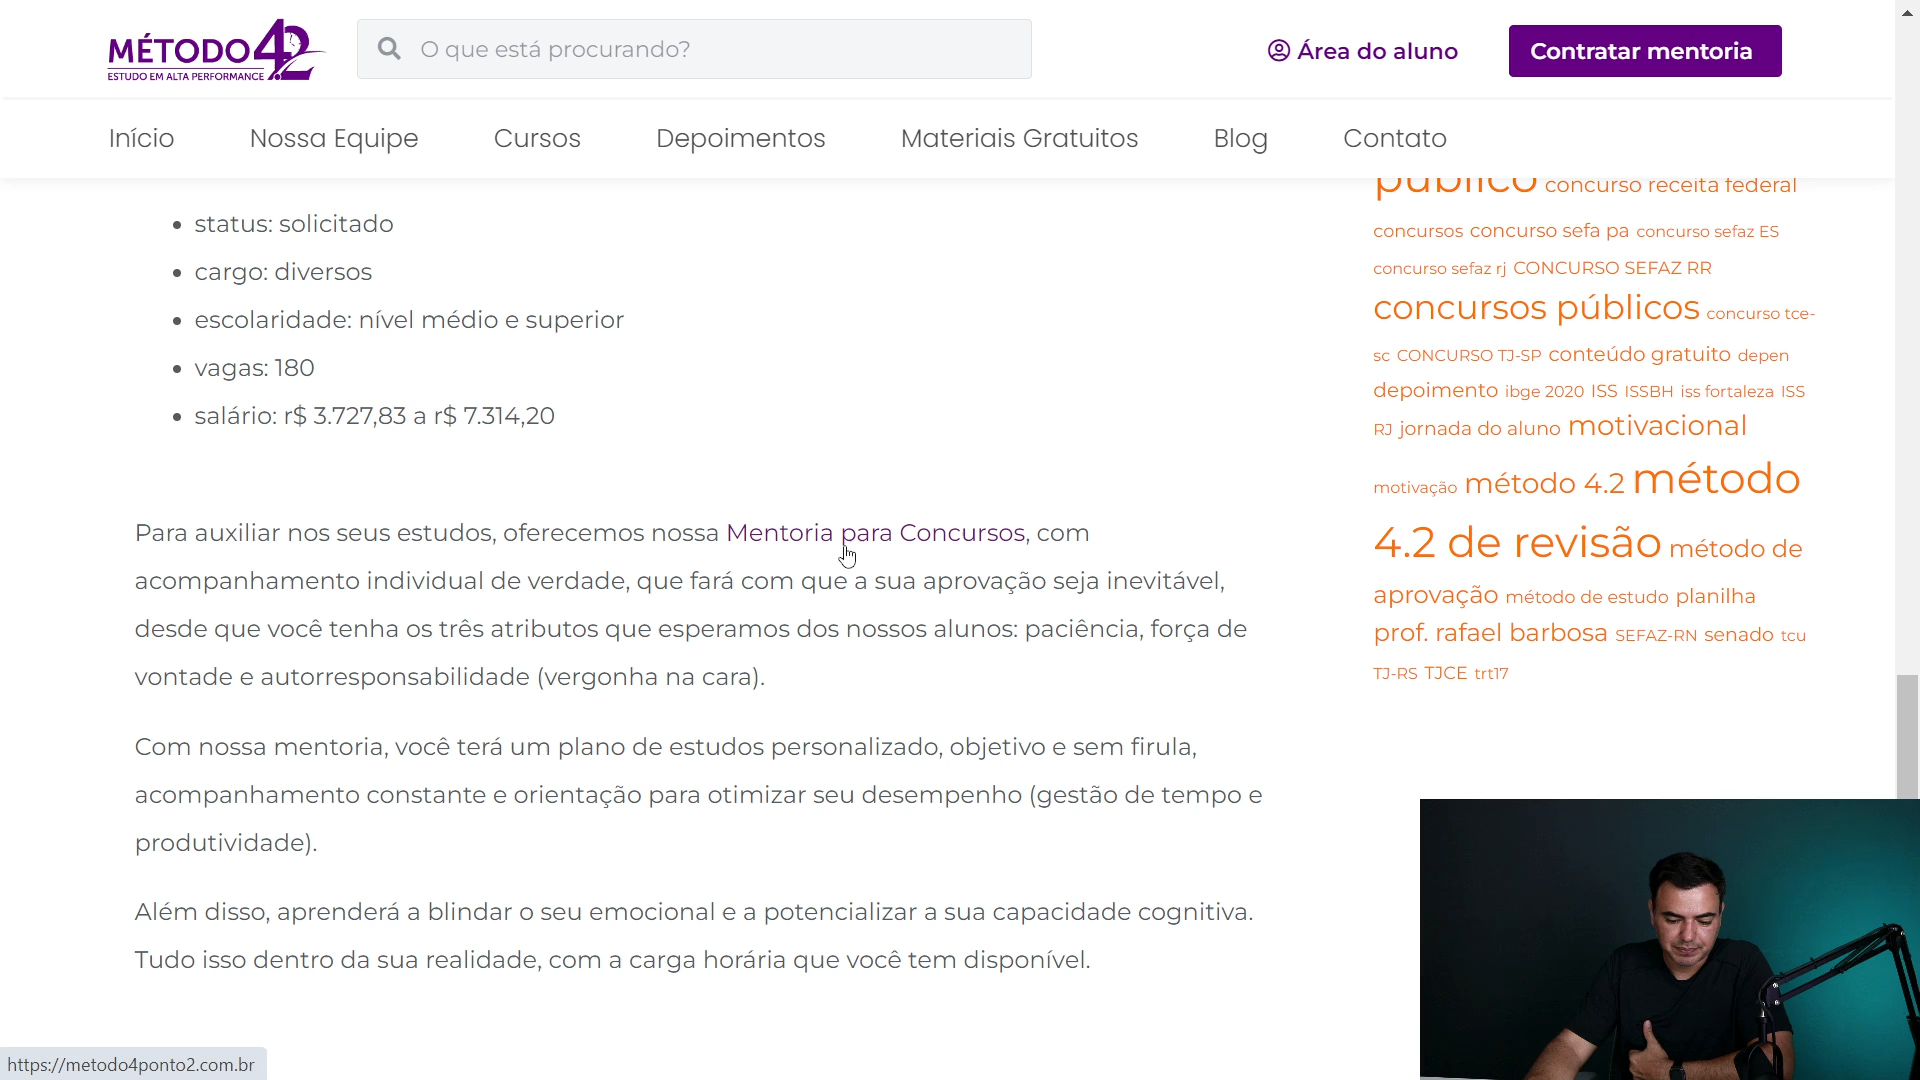 MÉTODO 4.2
ESTUDO EM ALTA PERFORMANCE
O que está procurando?
Área do aluno
Contratar mentoria
Início
Nossa Equipe
Cursos
Depoimentos
Materiais Gratuitos
Blog
Contato
status: solicitado
cargo: diversos
escolaridade: nível médio e superior
vagas: 180
salário: r$ 3.727,83 a r$ 7.314,20
Para auxiliar nos seus estudos, oferecemos nossa Mentoria para Concursos, com
acompanhamento individual de verdade, que fará com que a sua aprovação seja inevitável,
desde que você tenha os três atributos que esperamos dos nossos alunos: paciência, força de
vontade e autorresponsabilidade (vergonha na cara).
Com nossa mentoria, você terá um plano de estudos personalizado, objetivo e sem firula,
acompanhamento constante e orientação para otimizar seu desempenho (gestão de tempo e
produtividade).
Além disso, aprenderá a blindar o seu emocional e a potencializar a sua capacidade cognitiva.
Tudo isso dentro da sua realidade, com a carga horária que você tem disponível.
público concurso receita federal
concursos concurso sefa pa concurso sefaz ES
concurso sefaz rj CONCURSO SEFAZ RR
concursos públicos concurso tce-
sc CONCURSO TJ-SP conteúdo gratuito depen
depoimento ibge 2020 ISS ISSBH iss fortaleza ISS
RJ jornada do aluno motivacional
motivação método 4.2 método
4.2 de revisão método de
aprovação método de estudo planilha
prof. rafael barbosa SEFAZ-RN senado tcu
TJ-RS TJCE trt17
https://metodo4ponto2.com.br